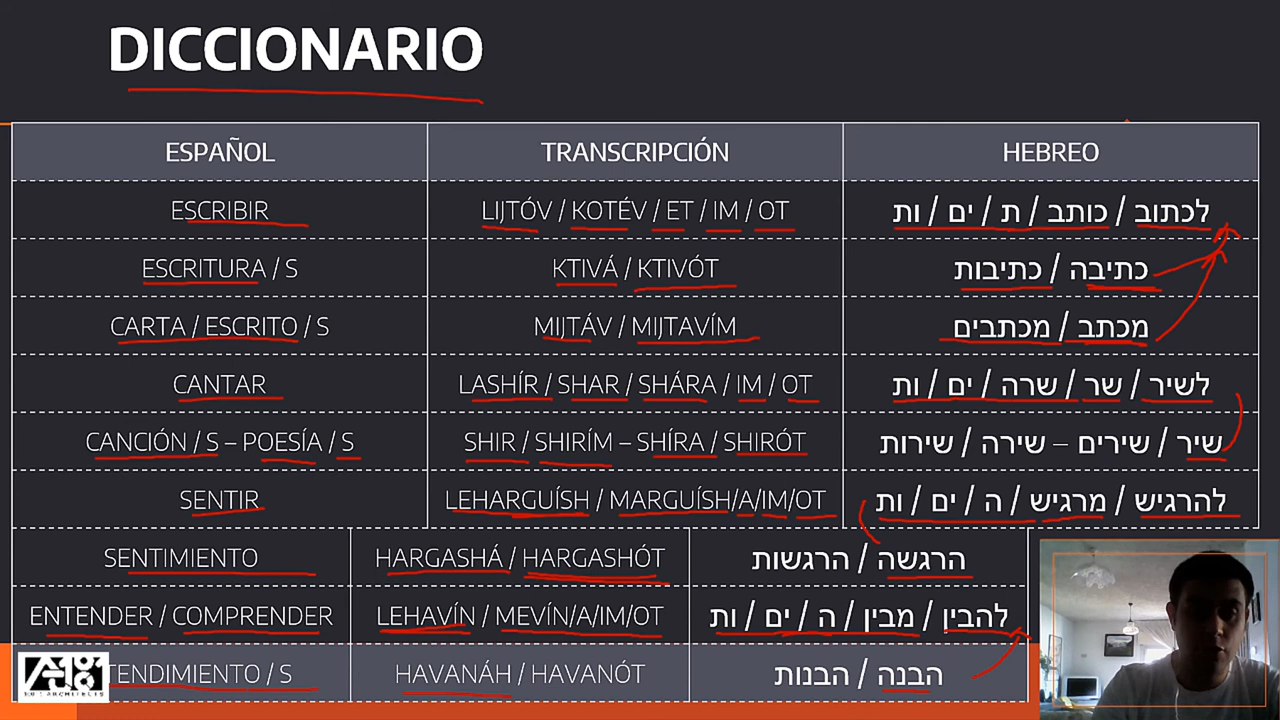 DICCIONARIO
ESPAÑOL TRANSCRIPCIÓN HEBREO
ESCRIBIR LIJTÓV / KOTÉV / ET / IM / OT לכתוב / כותב / ת / ים / ות
ESCRITURA / S KTIVÁ / KTIVÓT כתיבה / כתיבות
CARTA / ESCRITO / S MIJTÁV / MIJTAVÍM מכתב / מכתבים
CANTAR LASHÍR / SHAR / SHÁRA / IM / OT לשיר / שר / שרה / ים / ות
CANCIÓN / S – POESÍA / S SHIR / SHIRÍM – SHÍRA / SHIRÓT שיר / שירים – שירה / שירות
SENTIR LEHARGUÍSH / MARGUÍSH/A/IM/OT להרגיש / מרגיש / ה / ים / ות
SENTIMIENTO HARGASHÁ / HARGASHÓT הרגשה / הרגשות
ENTENDER / COMPRENDER LEHAVÍN / MEVÍN/A/IM/OT להבין / מבין / ה / ים / ות
TENDIMIENTO / S HAVANÁH / HAVANÓT הבנה / הבנות